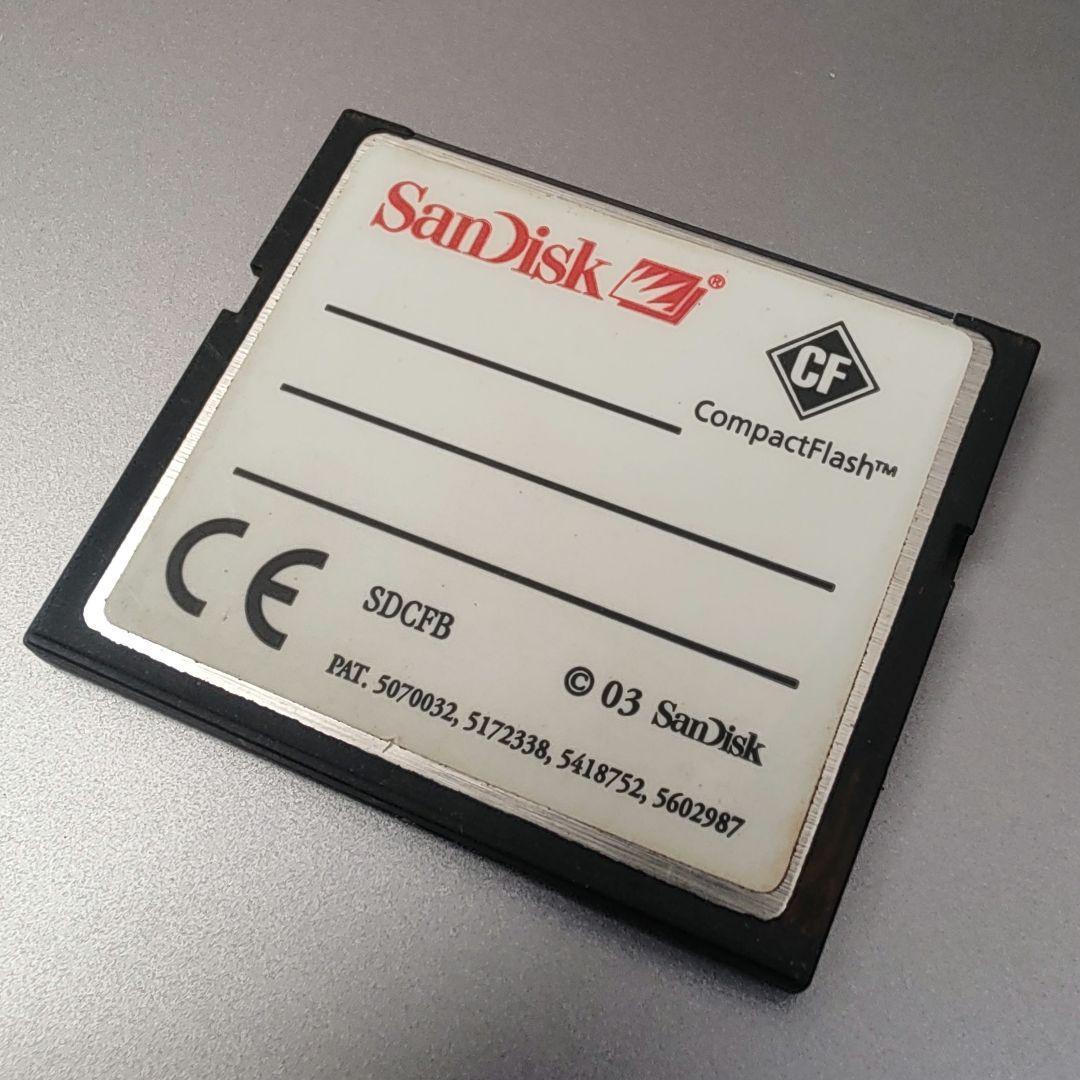 SanDisk ®
CF
CompactFlash™
CE
SDCFB
© 03 SanDisk
PAT. 5070032, 5172338, 5418752, 5602987